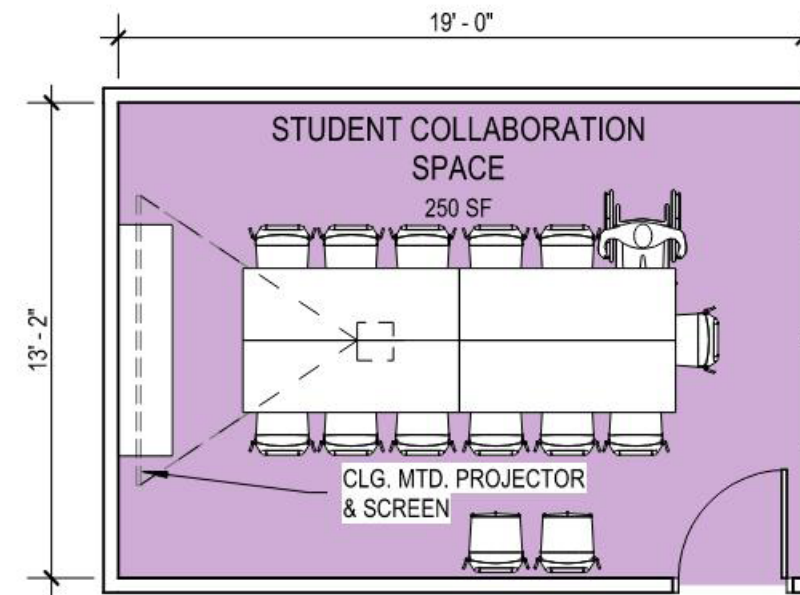 19' - 0"
STUDENT COLLABORATION
SPACE
250 SF
13' - 2"
CLG. MTD. PROJECTOR
& SCREEN